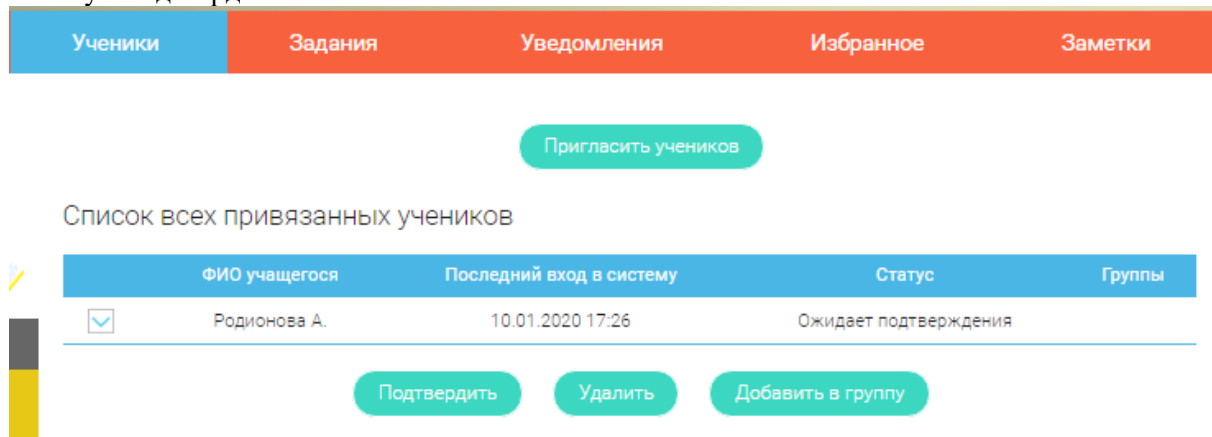 Ученики Задания Уведомления Избранное Заметки
Пригласить учеников
Список всех привязанных учеников
ФИО учащегося Последний вход в систему Статус Группы
Родионова А. 10.01.2020 17:26 Ожидает подтверждения
Подтвердить Удалить Добавить в группу